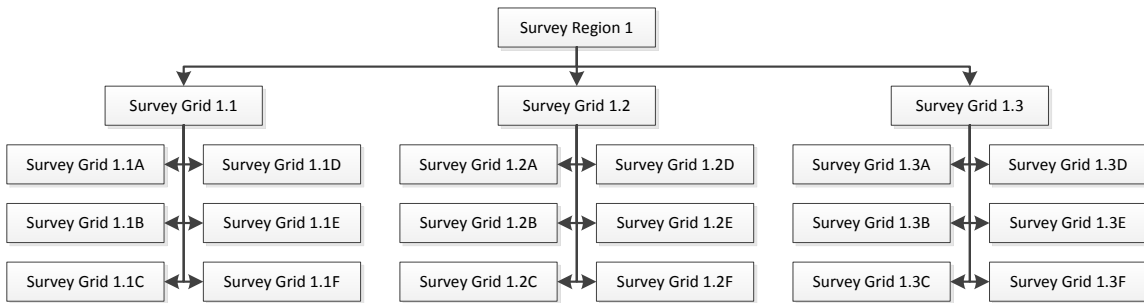 Survey Region 1
Survey Grid 1.1
Survey Grid 1.2
Survey Grid 1.3
Survey Grid 1.1A
Survey Grid 1.1D
Survey Grid 1.2A
Survey Grid 1.2D
Survey Grid 1.3A
Survey Grid 1.3D
Survey Grid 1.1B
Survey Grid 1.1E
Survey Grid 1.2B
Survey Grid 1.2E
Survey Grid 1.3B
Survey Grid 1.3E
Survey Grid 1.1C
Survey Grid 1.1F
Survey Grid 1.2C
Survey Grid 1.2F
Survey Grid 1.3C
Survey Grid 1.3F